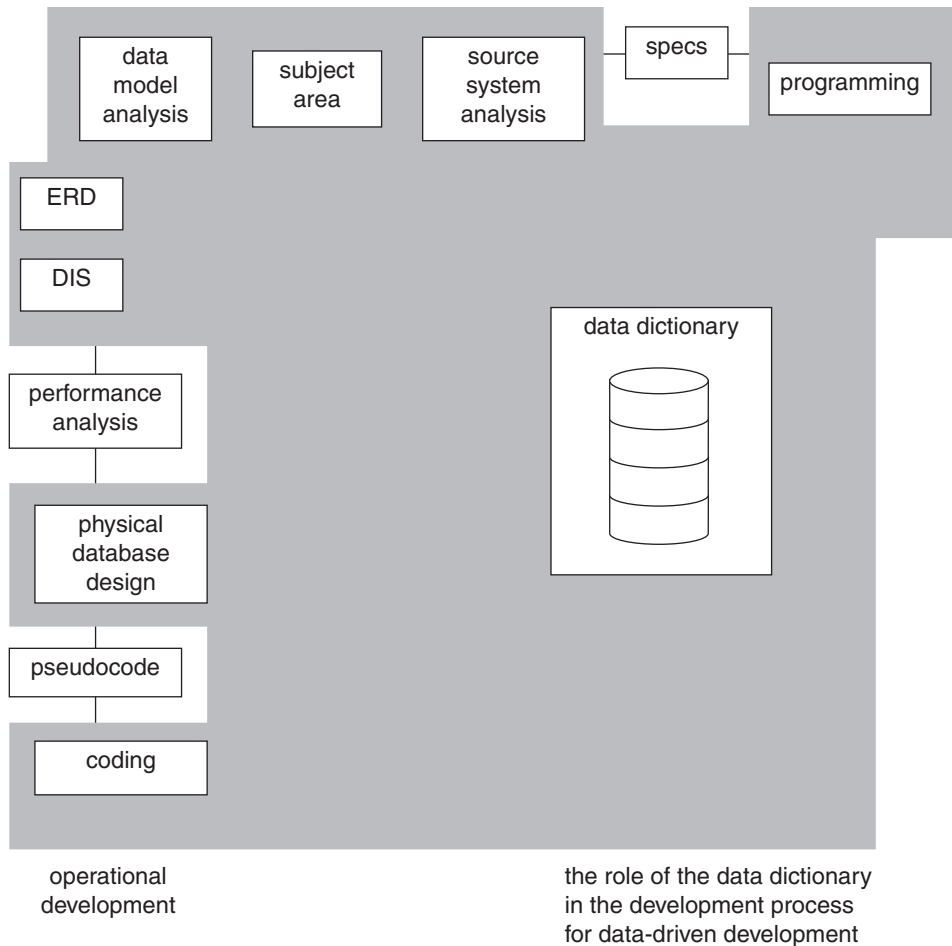 data
model
analysis
subject
area
source
system
analysis
specs
programming
ERD
DIS
data dictionary
performance
analysis
physical
database
design
pseudocode
coding
operational
development
the role of the data dictionary
in the development process
for data-driven development